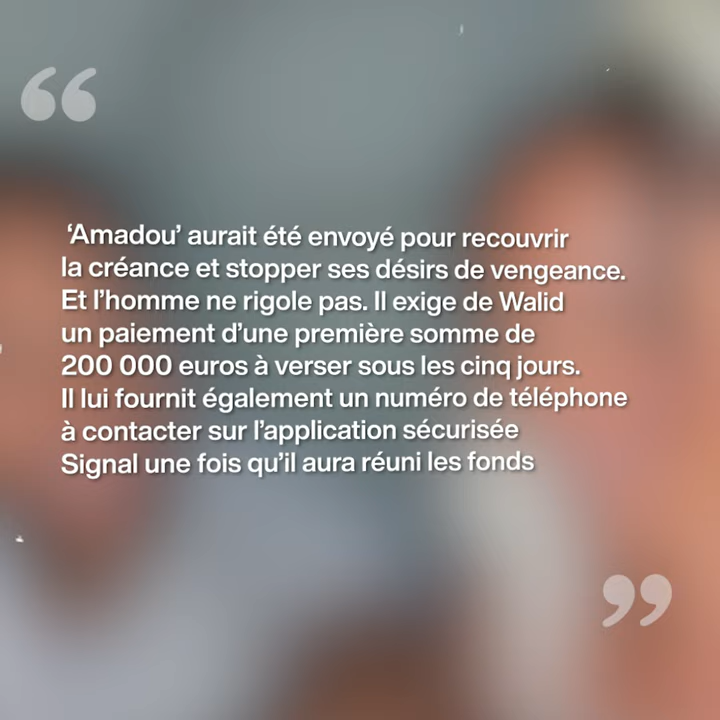 “
‘Amadou’ aurait été envoyé pour recouvrir
la créance et stopper ses désirs de vengeance.
Et l’homme ne rigole pas. Il exige de Walid
un paiement d’une première somme de
200 000 euros à verser sous les cinq jours.
Il lui fournit également un numéro de téléphone
à contacter sur l’application sécurisée
Signal une fois qu’il aura réuni les fonds
”